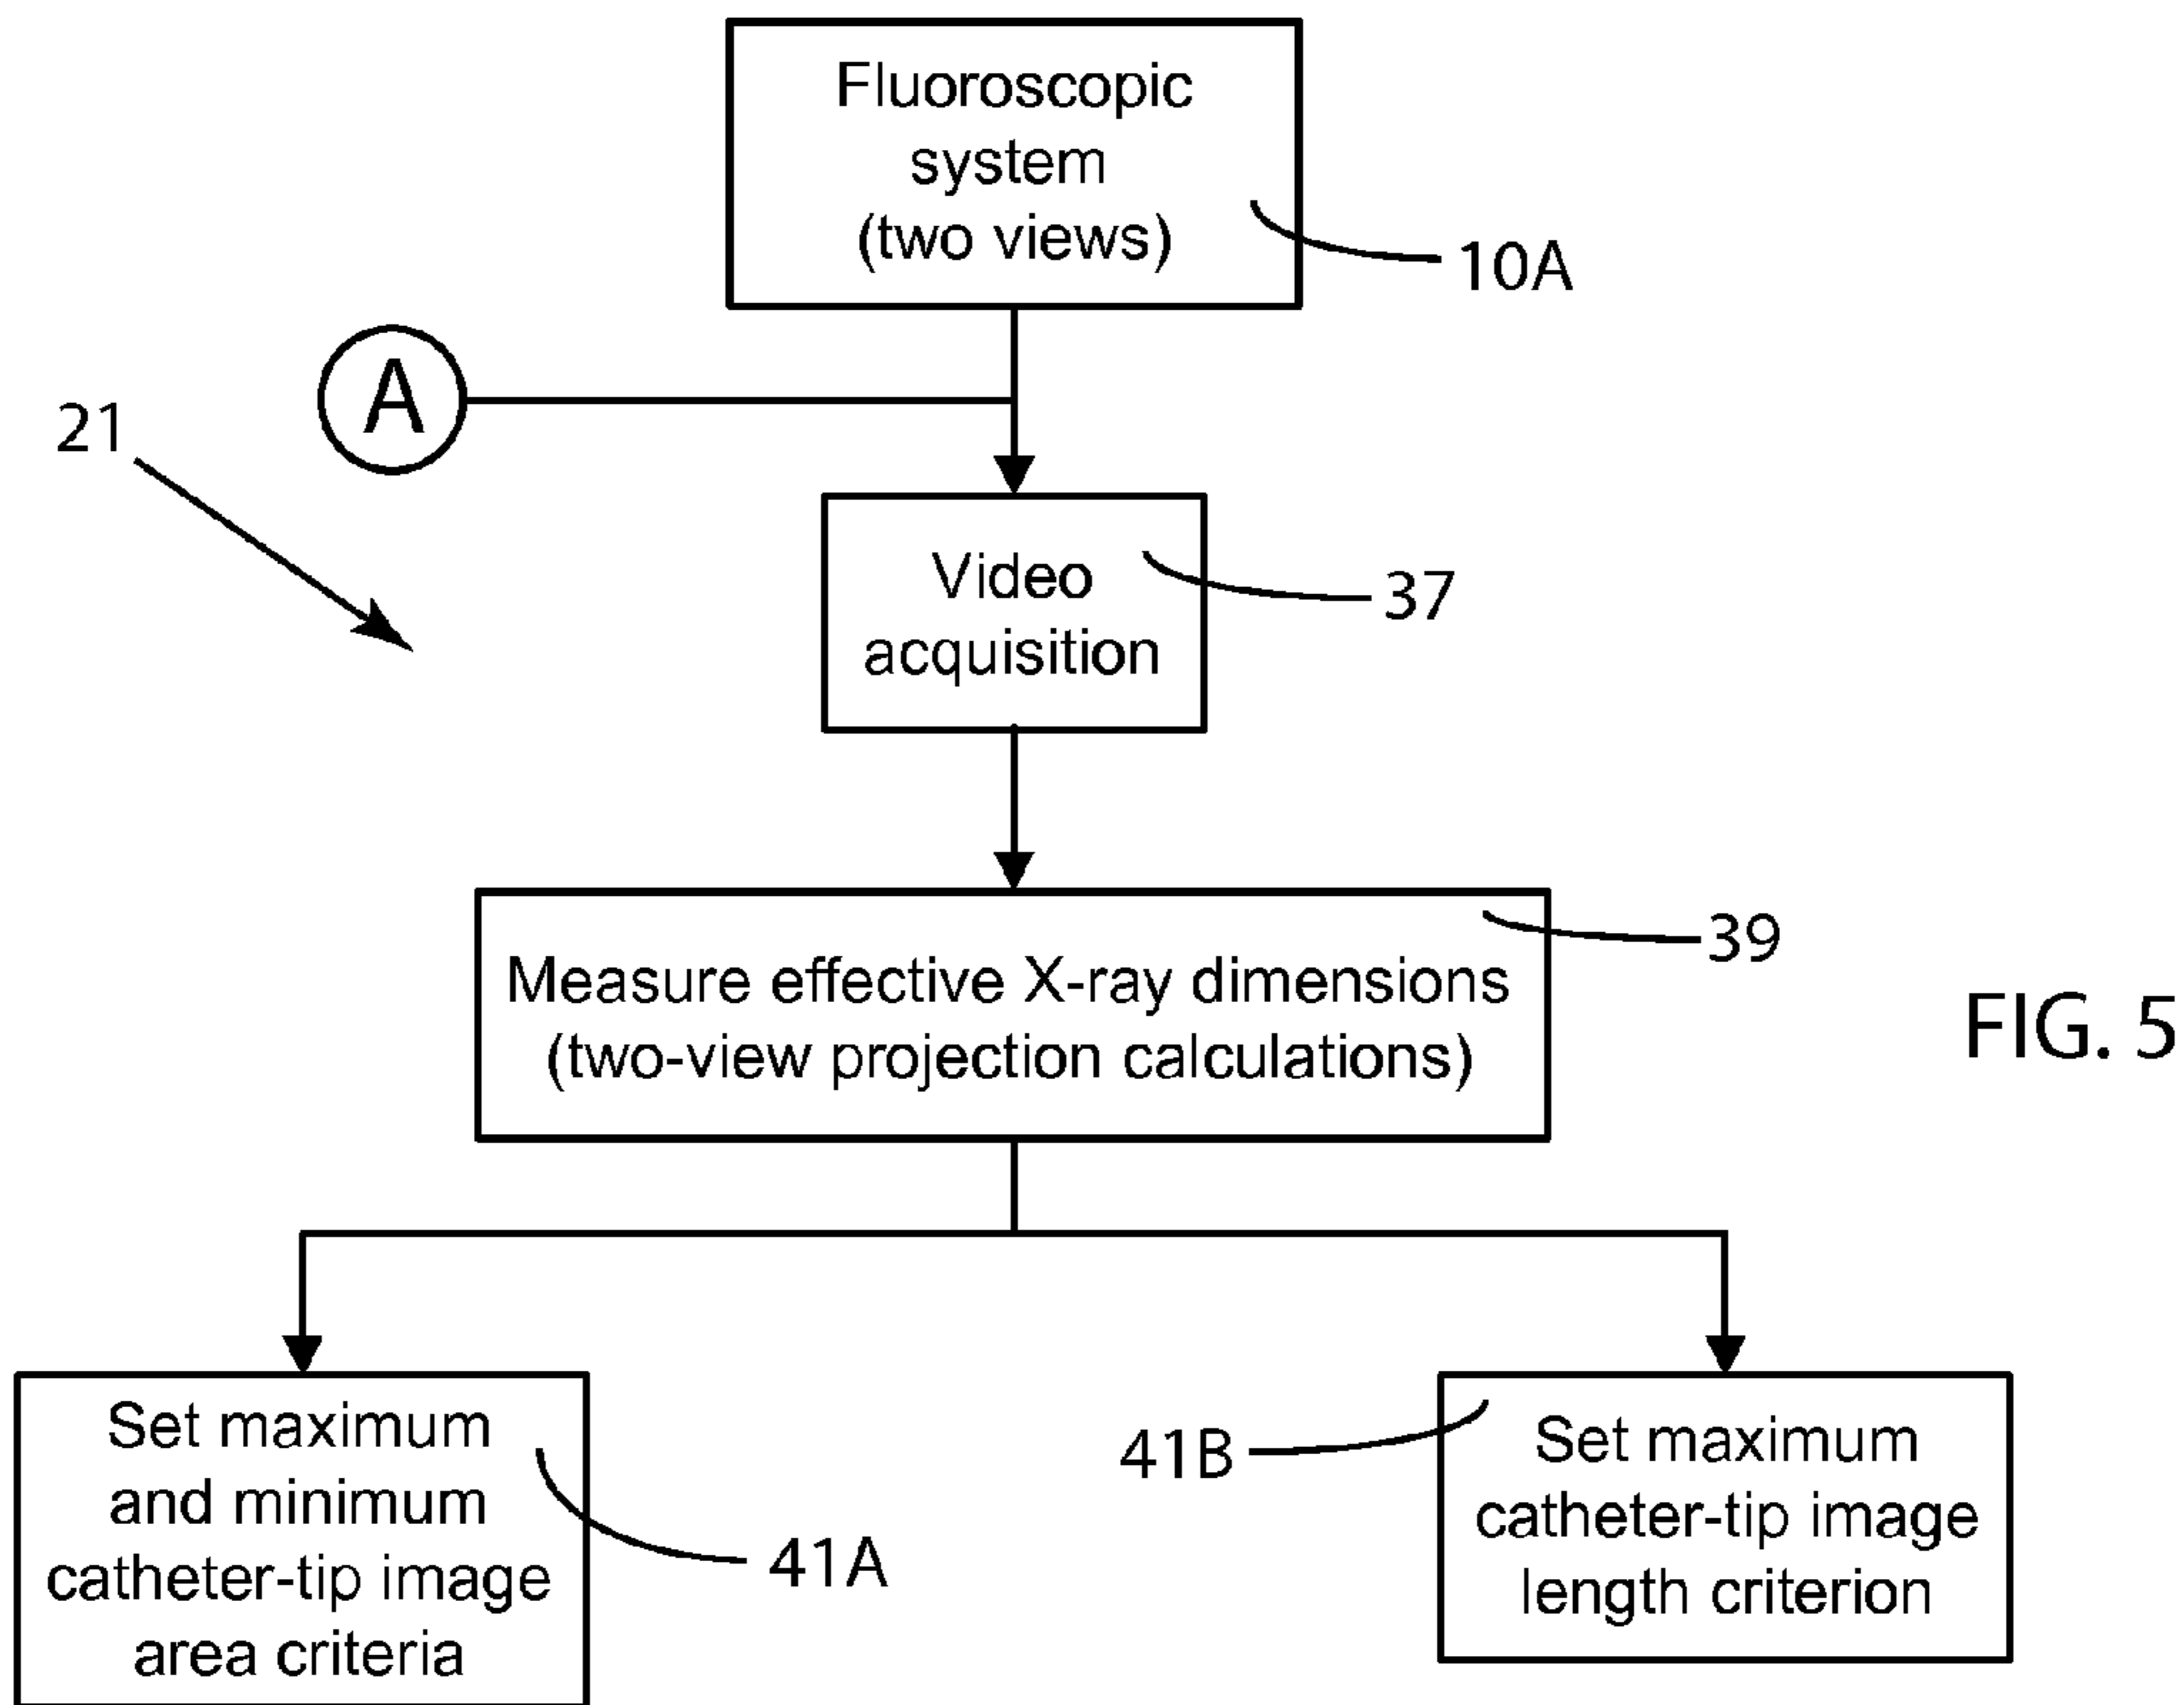 Fluoroscopic
system
(two views)
10A
A
21
Video
acquisition
37
Measure effective X-ray dimensions
(two-view projection calculations)
39
FIG. 5
Set maximum
and minimum
catheter-tip image
area criteria
41A
41B
Set maximum
catheter-tip image
length criterion